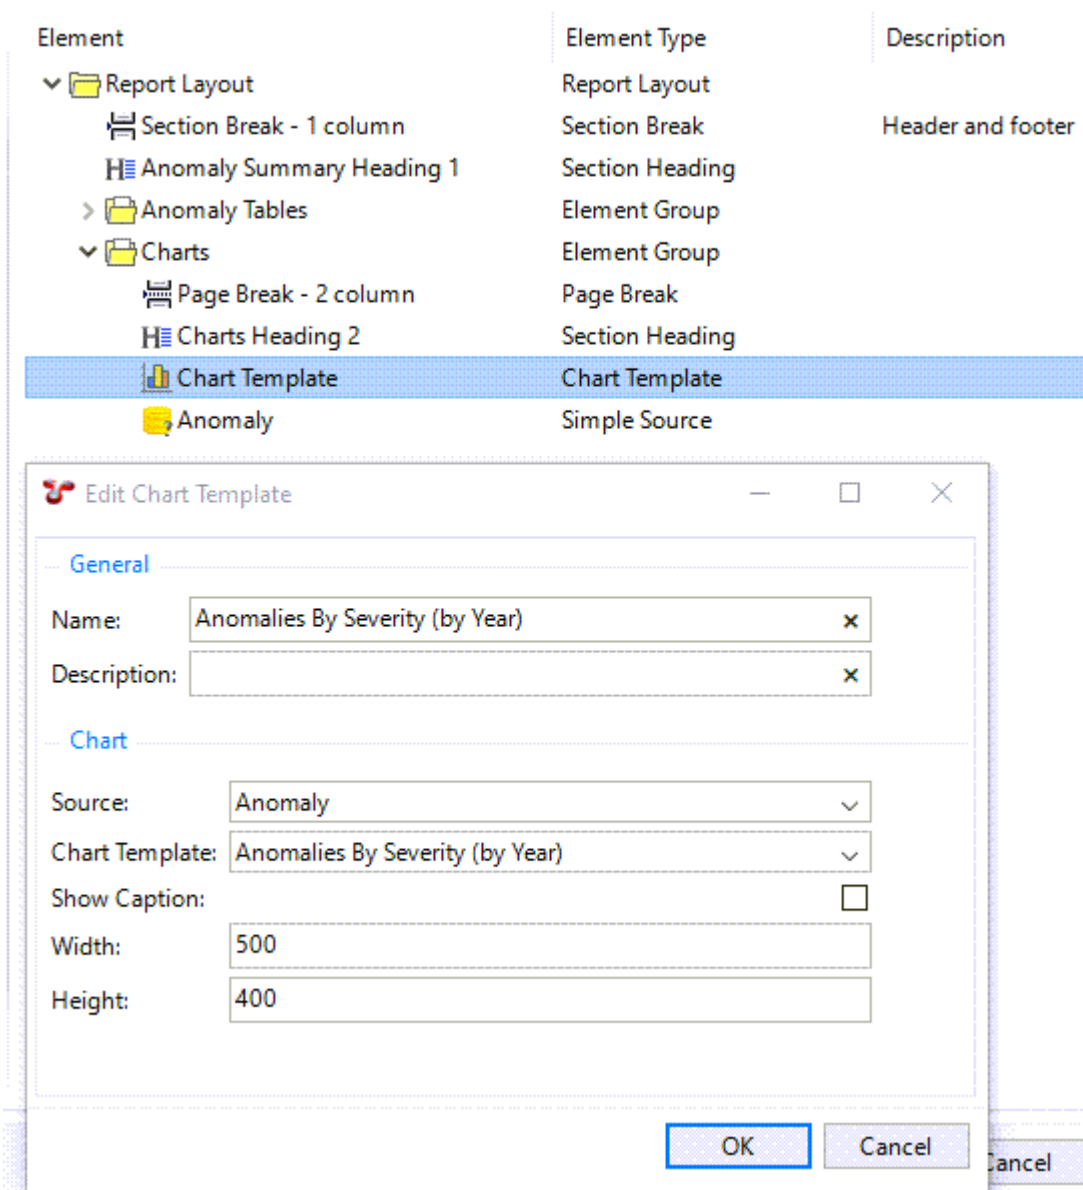 Element Element Type Description
Report Layout Report Layout
Section Break - 1 column Section Break Header and footer
Anomaly Summary Heading 1 Section Heading
Anomaly Tables Element Group
Charts Element Group
Page Break - 2 column Page Break
Charts Heading 2 Section Heading
Chart Template Chart Template
Anomaly Simple Source
Edit Chart Template
General
Name: Anomalies By Severity (by Year)
Description:
Chart
Source: Anomaly
Chart Template: Anomalies By Severity (by Year)
Show Caption:
Width: 500
Height: 400
OK Cancel
Cancel